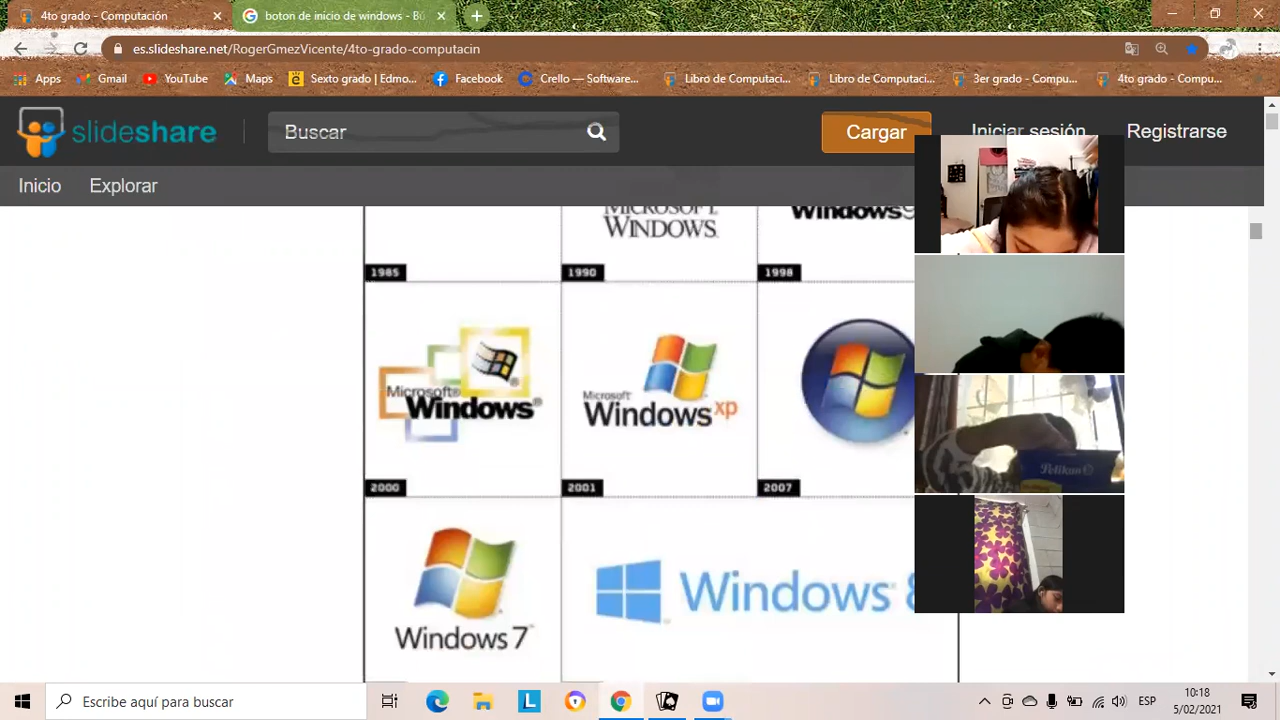 4to grado - Computación
boton de inicio de windows - Bú
es.slideshare.net/RogerGmezVicente/4to-grado-computacin
Apps
Gmail
YouTube
Maps
Sexto grado | Edmo...
Facebook
Crello — Software...
Libro de Computaci...
Libro de Computaci...
3er grado - Compu...
4to grado - Compu...
slideshare
Buscar
Cargar
Iniciar sesión
Registrarse
Inicio
Explorar
MICROSOFT.
WINDOWS.
Windows9
1985
1990
1998
Microsoft®
Windows®
Microsoft
Windows xp
2000
2001
2007
Pelikan
Windows 7
Windows 8
Escribe aquí para buscar
ESP
10:18
5/02/2021